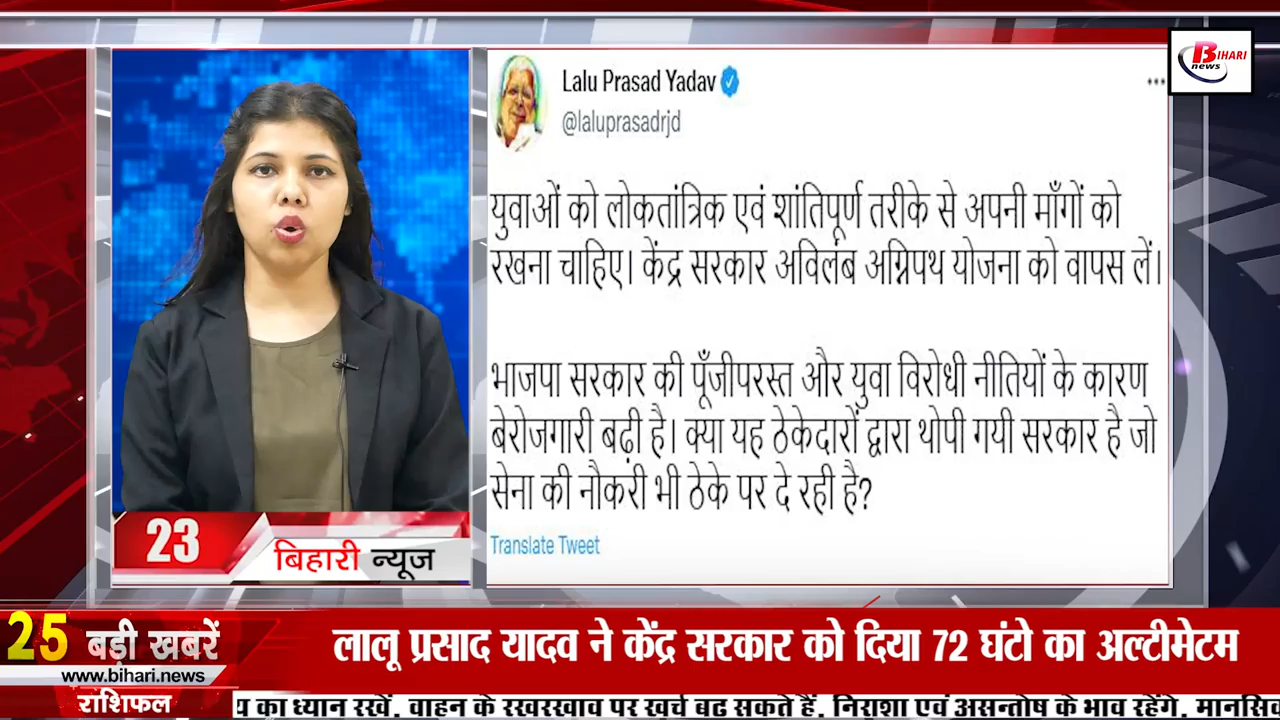 BIHARI
news
Lalu Prasad Yadav
@laluprasadrjd
युवाओं को लोकतांत्रिक एवं शांतिपूर्ण तरीके से अपनी माँगों को
रखना चाहिए। केंद्र सरकार अविलंब अग्निपथ योजना को वापस लें।
भाजपा सरकार की पूँजीपरस्त और युवा विरोधी नीतियों के कारण
बेरोजगारी बढ़ी है। क्या यह ठेकेदारों द्वारा थोपी गयी सरकार है जो
सेना की नौकरी भी ठेके पर दे रही है?
Translate Tweet
23
बिहारी न्यूज
25 बड़ी खबरें
www.bihari.news
लालू प्रसाद यादव ने केंद्र सरकार को दिया 72 घंटो का अल्टीमेटम
राशिफल
का ध्यान रखें, वाहन के रखरखाव पर खर्च बढ़ सकते हैं, निराशा एवं असन्तोष के भाव रहेंगे,